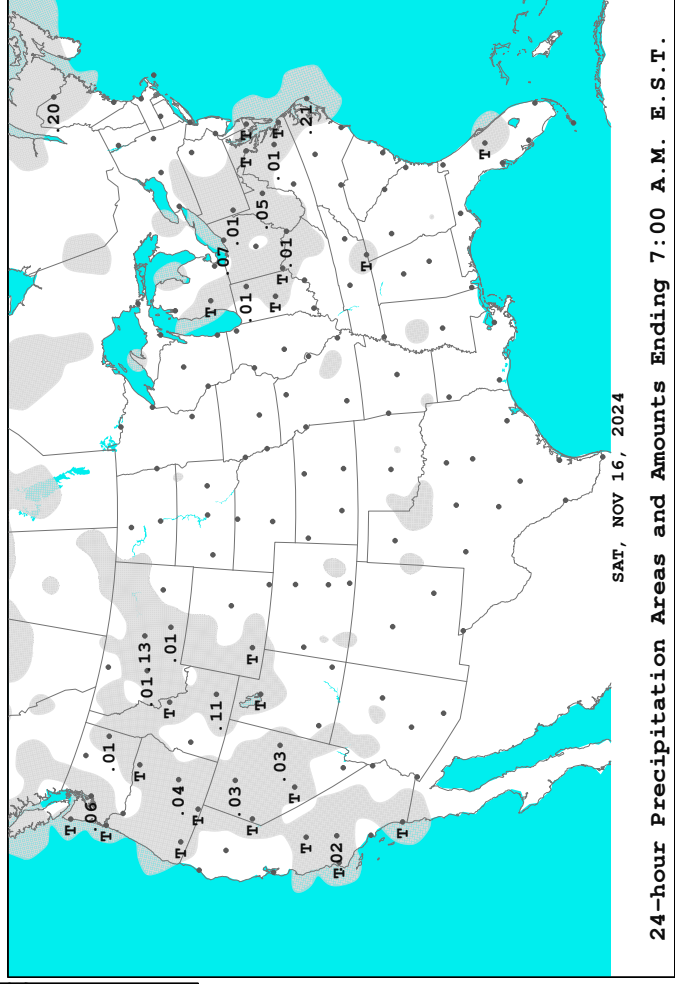 .20
T
T
T
.21
.01
T
.05
.01
.07
.01
T
T
.01
T
T
.01
T
.13
.01
.01
T
T
.11
T
.01
T
.03
.04
.03
T
T
T
.06
T
T
T
T
.02
T
T
SAT, NOV 16, 2024
24-hour Precipitation Areas and Amounts Ending 7:00 A.M. E.S.T.